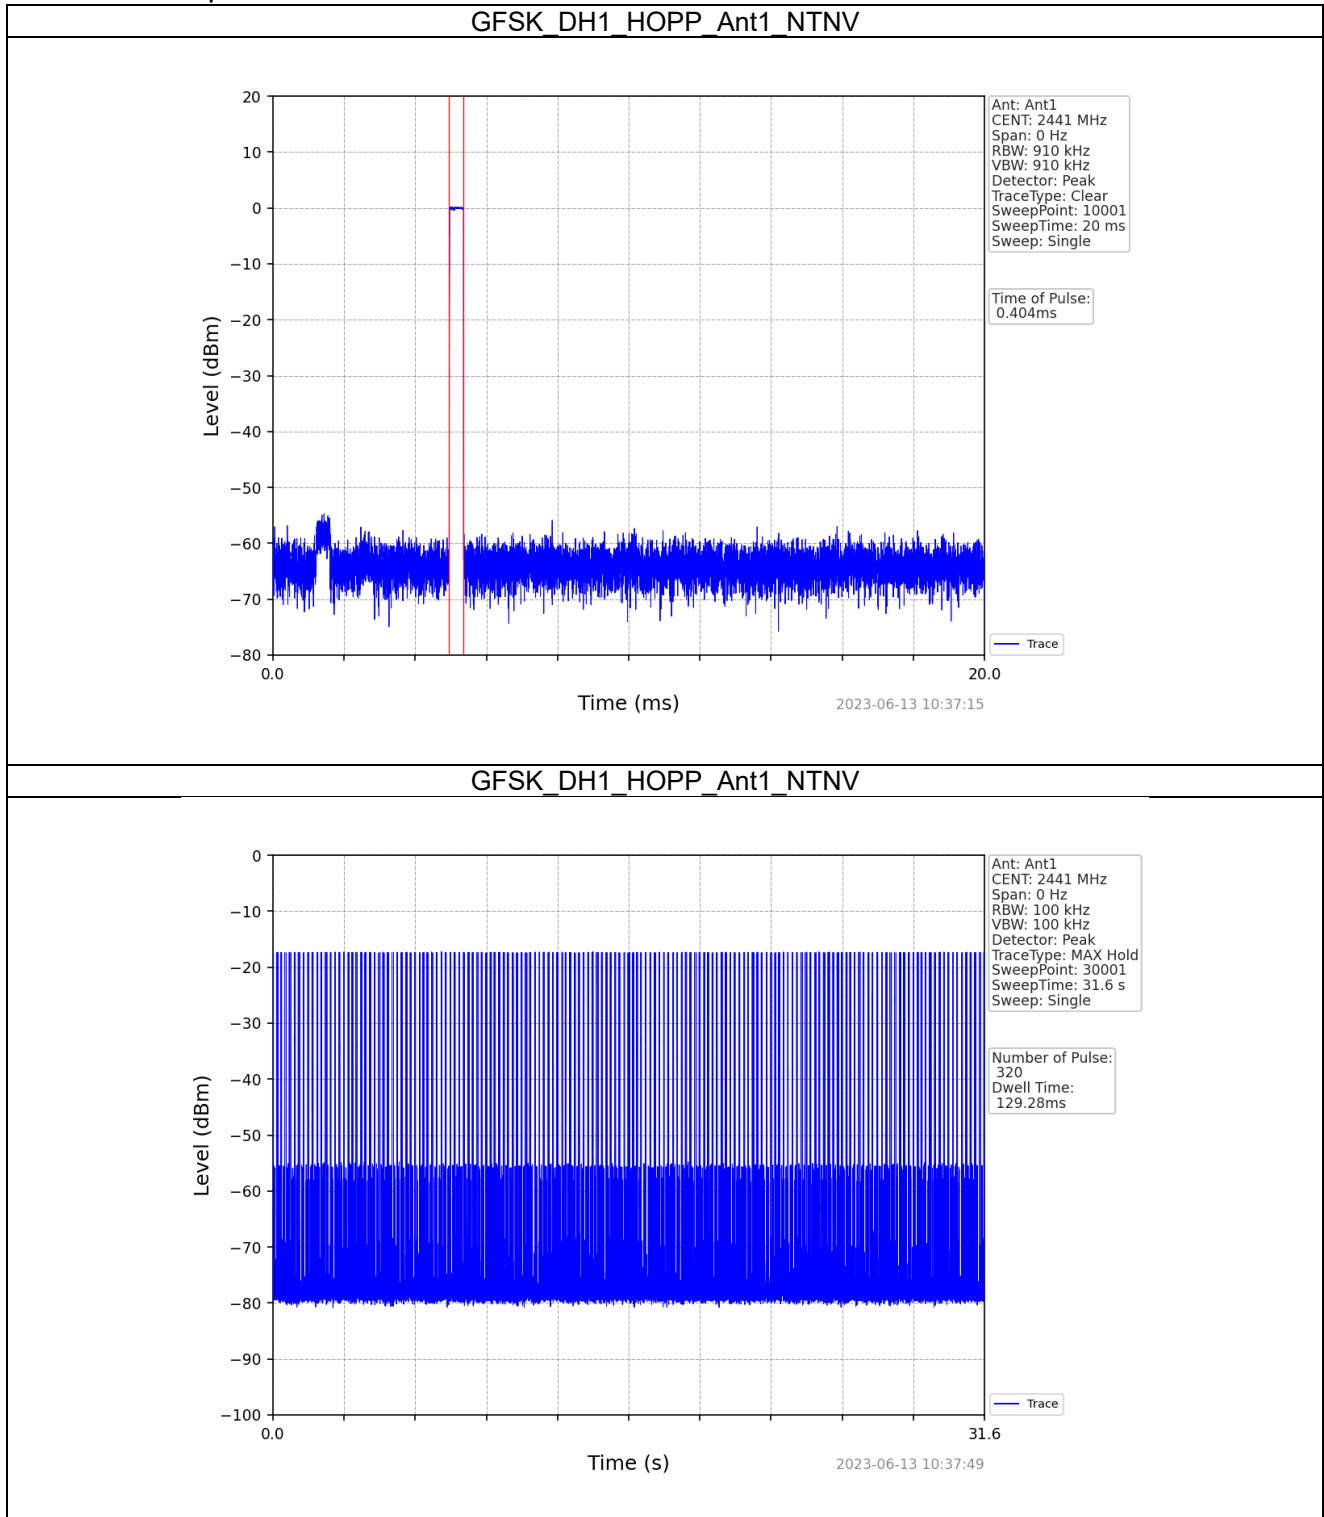 GFSK_DH1_HOPP_Ant1_NTNV
20
10
0
−10
−20
−30
−40
−50
−60
−70
−80
Level (dBm)
0.0
20.0
Time (ms)
2023-06-13 10:37:15
Ant: Ant1
CENT: 2441 MHz
Span: 0 Hz
RBW: 910 kHz
VBW: 910 kHz
Detector: Peak
TraceType: Clear
SweepPoint: 10001
SweepTime: 20 ms
Sweep: Single
Time of Pulse:
0.404ms
Trace
GFSK_DH1_HOPP_Ant1_NTNV
0
−10
−20
−30
−40
−50
−60
−70
−80
−90
−100
Level (dBm)
0.0
31.6
Time (s)
2023-06-13 10:37:49
Ant: Ant1
CENT: 2441 MHz
Span: 0 Hz
RBW: 100 kHz
VBW: 100 kHz
Detector: Peak
TraceType: MAX Hold
SweepPoint: 30001
SweepTime: 31.6 s
Sweep: Single
Number of Pulse:
320
Dwell Time:
129.28ms
Trace